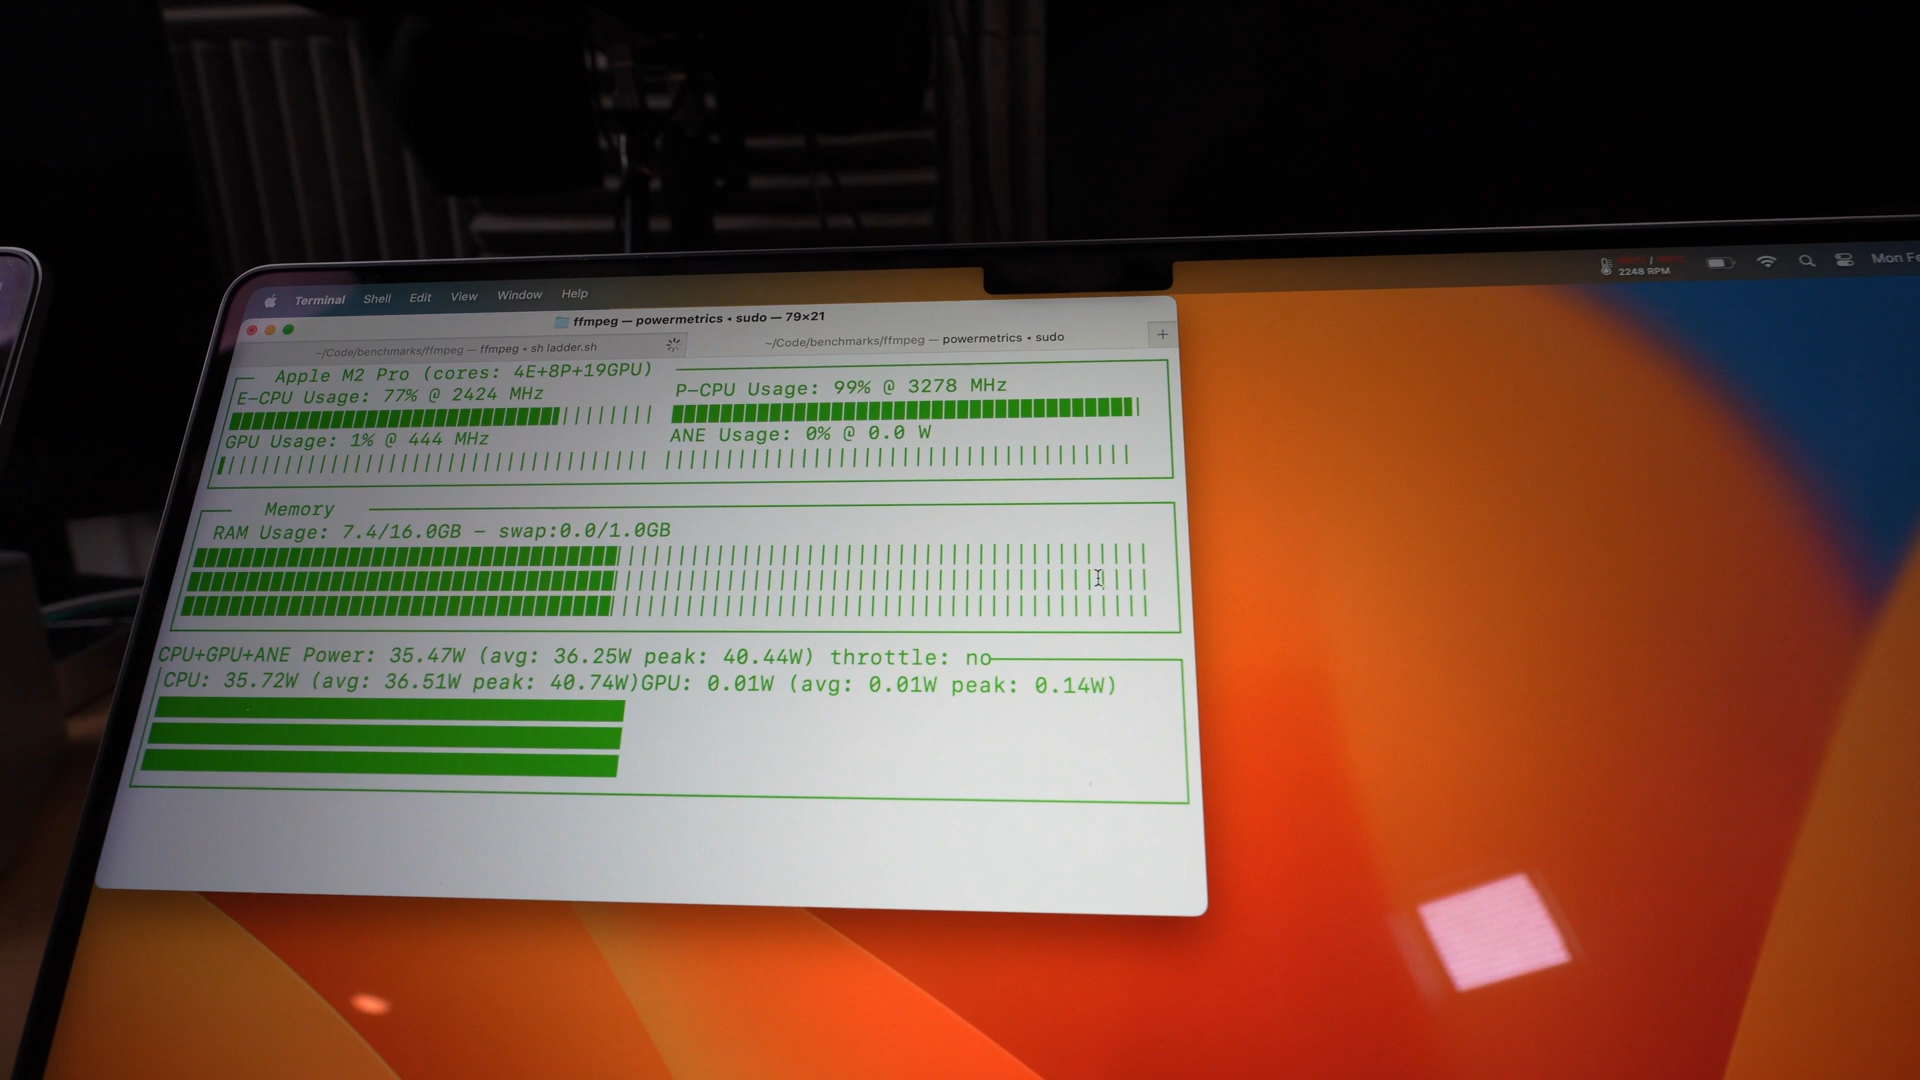 Terminal Shell Edit View Window Help
2248 RPM
Mon Fe
ffmpeg — powermetrics ◂ sudo — 79×21
~/Code/benchmarks/ffmpeg — ffmpeg ◂ sh ladder.sh
~/Code/benchmarks/ffmpeg — powermetrics ◂ sudo
+
Apple M2 Pro (cores: 4E+8P+19GPU)
E-CPU Usage: 77% @ 2424 MHz
P-CPU Usage: 99% @ 3278 MHz
GPU Usage: 1% @ 444 MHz
ANE Usage: 0% @ 0.0 W
Memory
RAM Usage: 7.4/16.0GB - swap:0.0/1.0GB
CPU+GPU+ANE Power: 35.47W (avg: 36.25W peak: 40.44W) throttle: no
CPU: 35.72W (avg: 36.51W peak: 40.74W)GPU: 0.01W (avg: 0.01W peak: 0.14W)